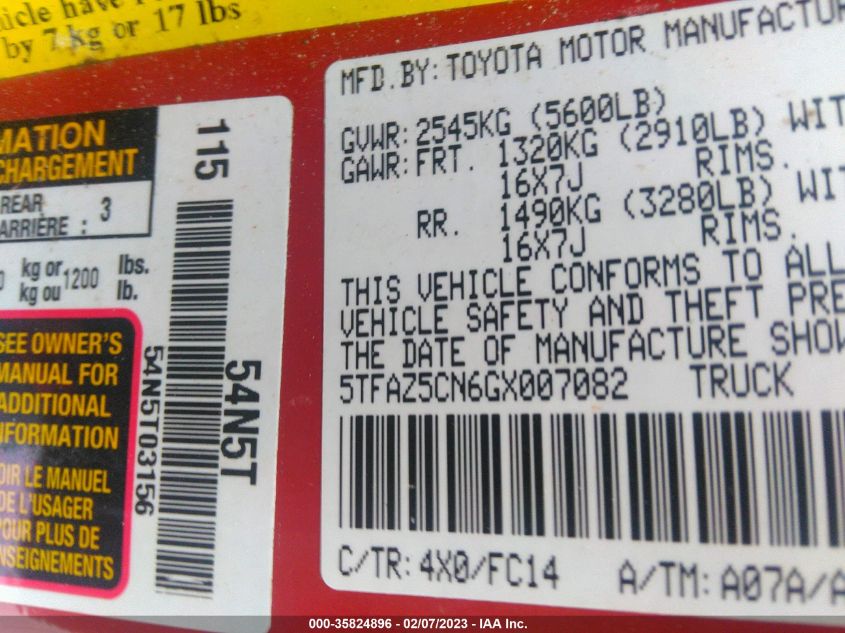 icle have
by 7 kg or 17 lbs
MATION
CHARGEMENT
REAR
ARRIÈRE : 3
kg or 1200 lbs.
kg ou lb.
SEE OWNER'S
MANUAL FOR
ADDITIONAL
NFORMATION
OIR LE MANUEL
DE L'USAGER
POUR PLUS DE
NSEIGNEMENTS
115
54N5T
54N5T03156
MFD.BY: TOYOTA MOTOR MANUFACTUR
GVWR: 2545KG (5600LB)
GAWR: FRT. 1320KG (2910LB) WIT
16X7J RIMS.
RR. 1490KG (3280LB) WIT
16X7J RIMS.
THIS VEHICLE CONFORMS TO ALL
VEHICLE SAFETY AND THEFT PRE
THE DATE OF MANUFACTURE SHOW
5TFAZ5CN6GX007082 TRUCK
C/TR: 4X0/FC14 A/TM: A07A/A
000-35824896 - 02/07/2023 - IAA Inc.